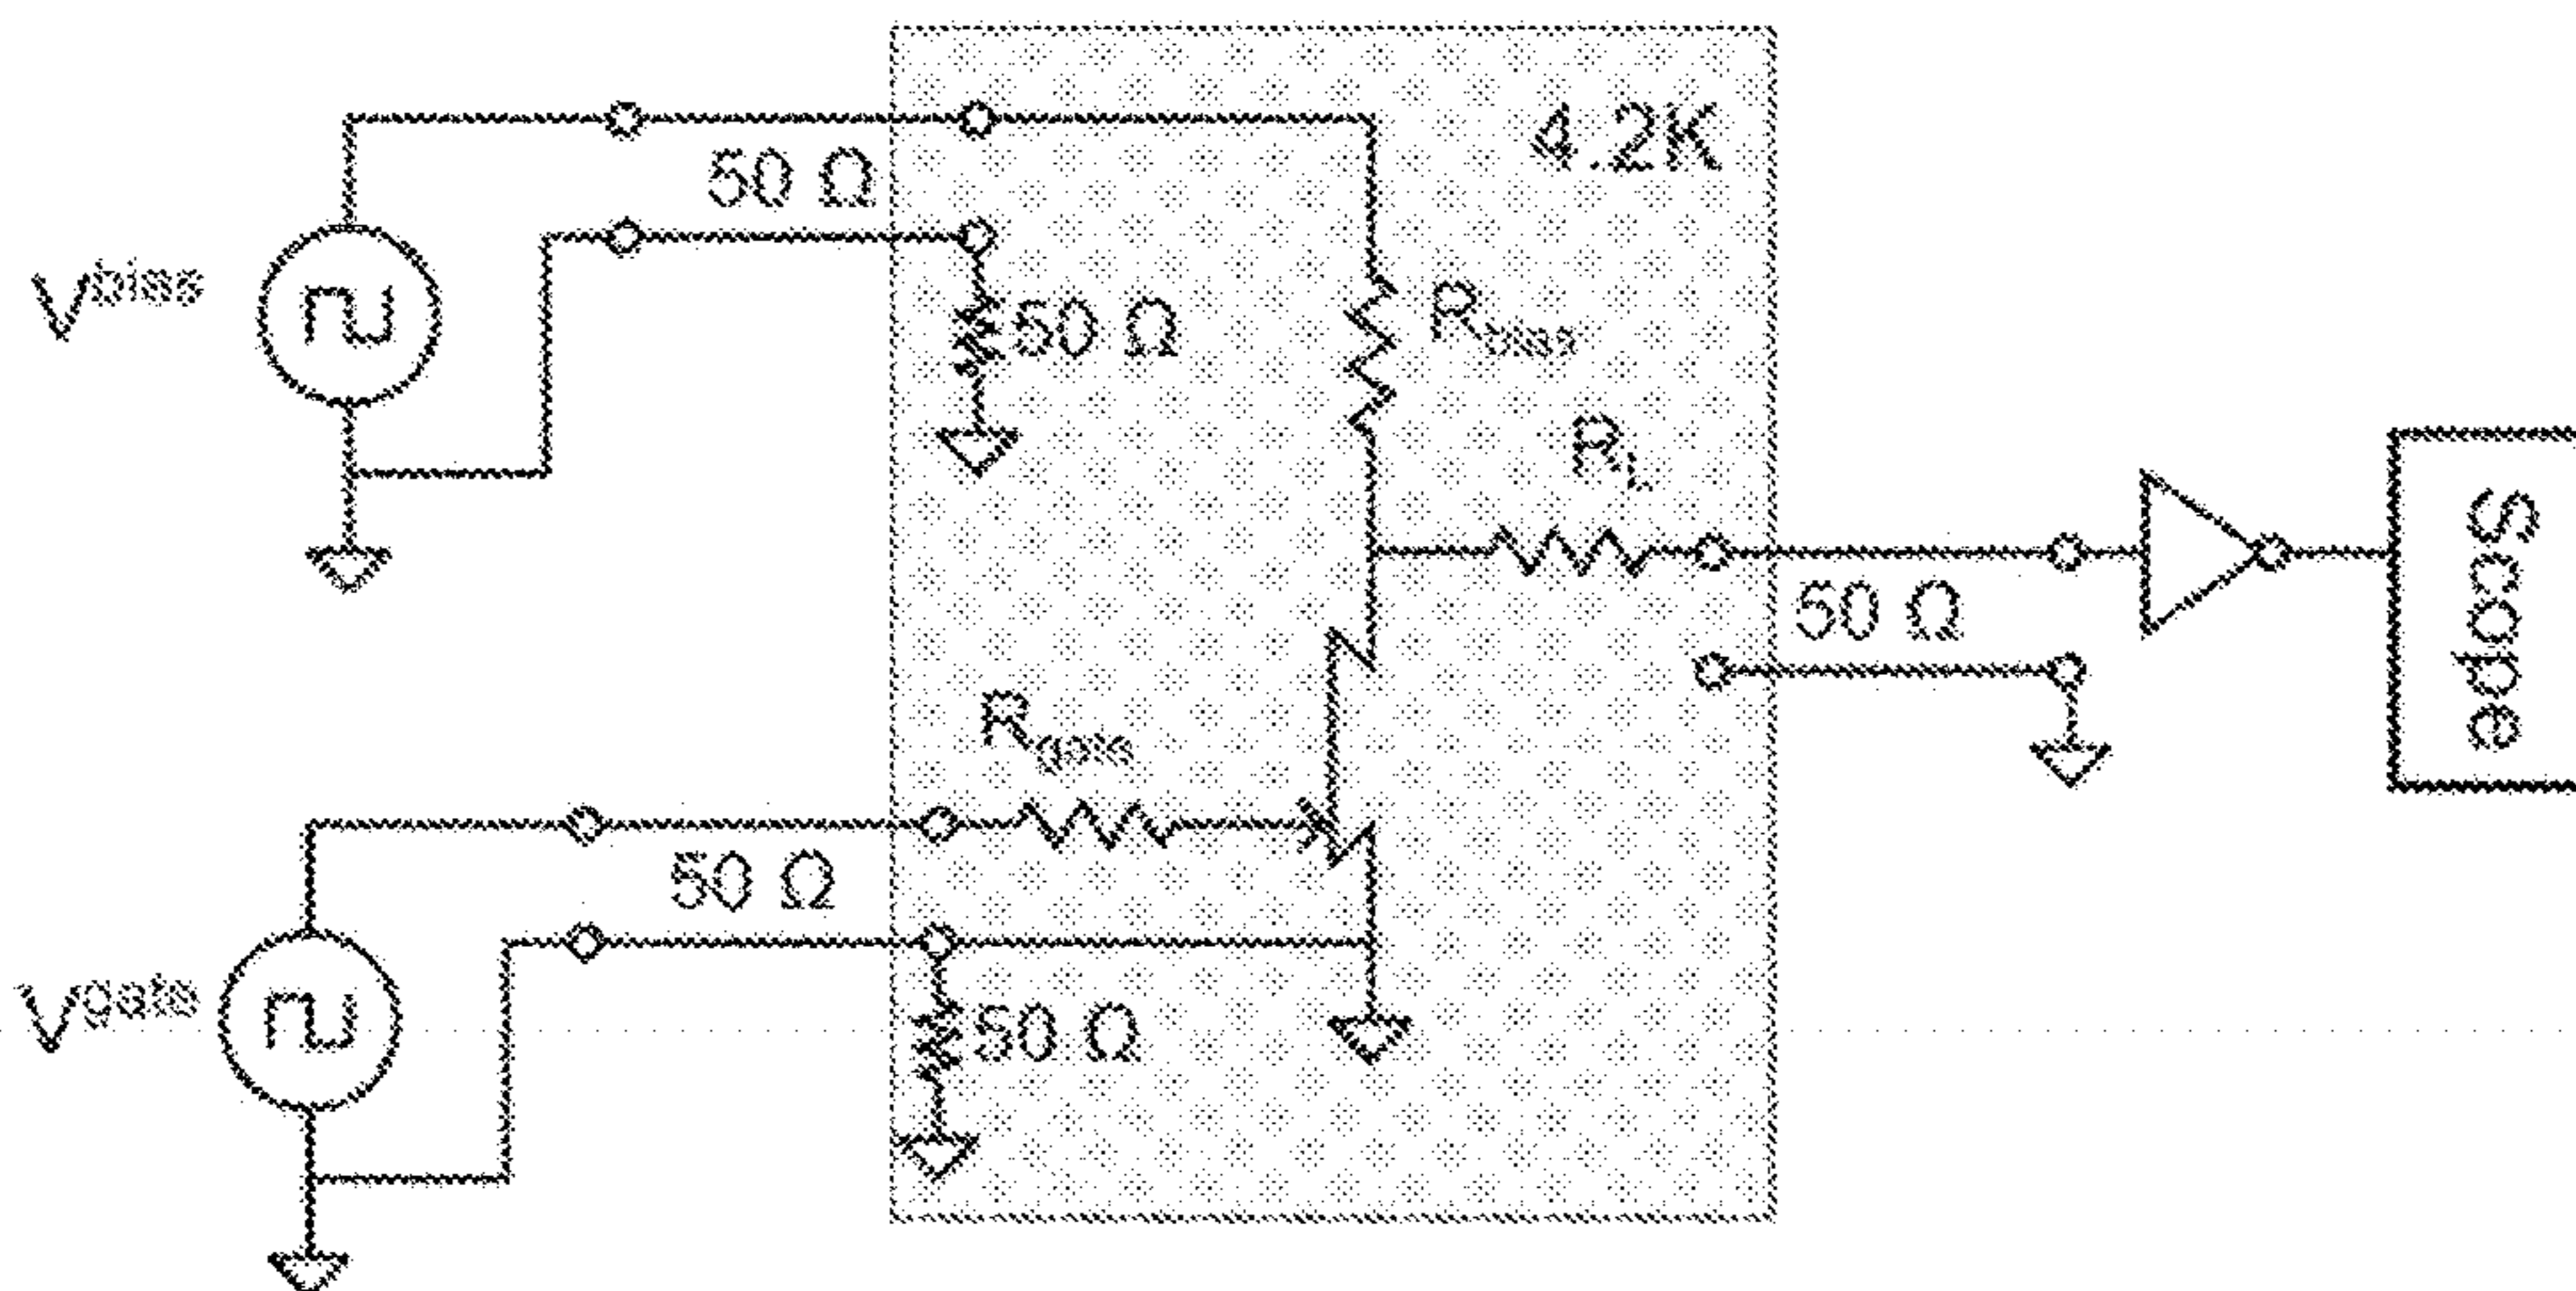 4.2K
50 Ω
Vbias
50 Ω
Rbias
RL
Scope
50 Ω
Rgate
50 Ω
Vgate
50 Ω